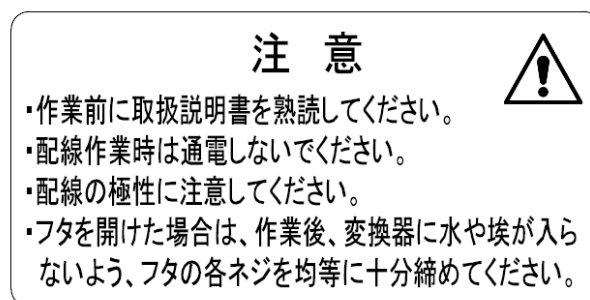 注 意
・作業前に取扱説明書を熟読してください。
・配線作業時は通電しないでください。
・配線の極性に注意してください。
・フタを開けた場合は、作業後、変換器に水や埃が入ら
ないよう、フタの各ネジを均等に十分締めてください。